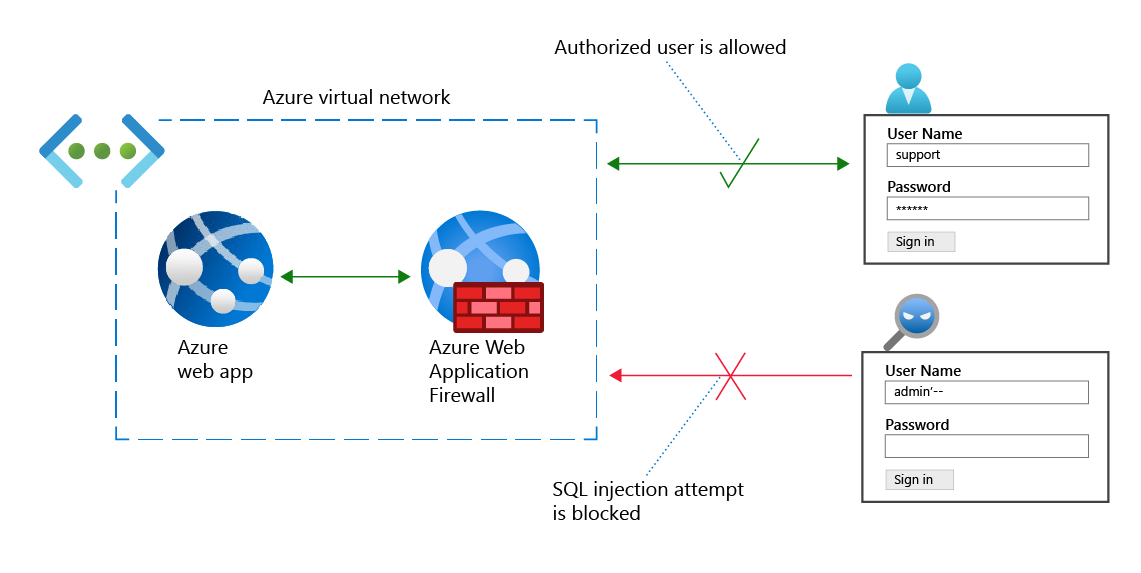 Authorized user is allowed
Azure virtual network
User Name
support
Password
******
Sign in
Azure
web app
Azure Web
Application
Firewall
User Name
admin’--
Password
Sign in
SQL injection attempt
is blocked